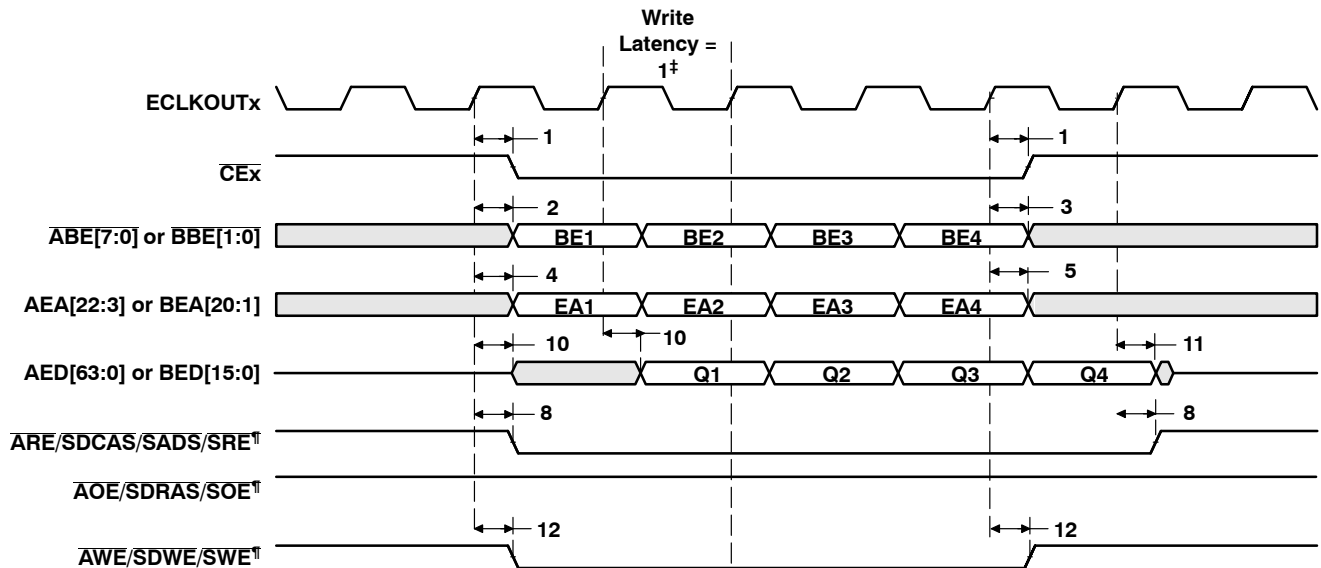 Write
Latency =
1‡
ECLKOUTx
1 1
CEx
2 3
ABE[7:0] or BBE[1:0] BE1 BE2 BE3 BE4
4 5
AEA[22:3] or BEA[20:1] EA1 EA2 EA3 EA4
10 10 11
AED[63:0] or BED[15:0] Q1 Q2 Q3 Q4
8 8
ARE/SDCAS/SADS/SRE¶
AOE/SDRAS/SOE¶
12 12
AWE/SDWE/SWE¶